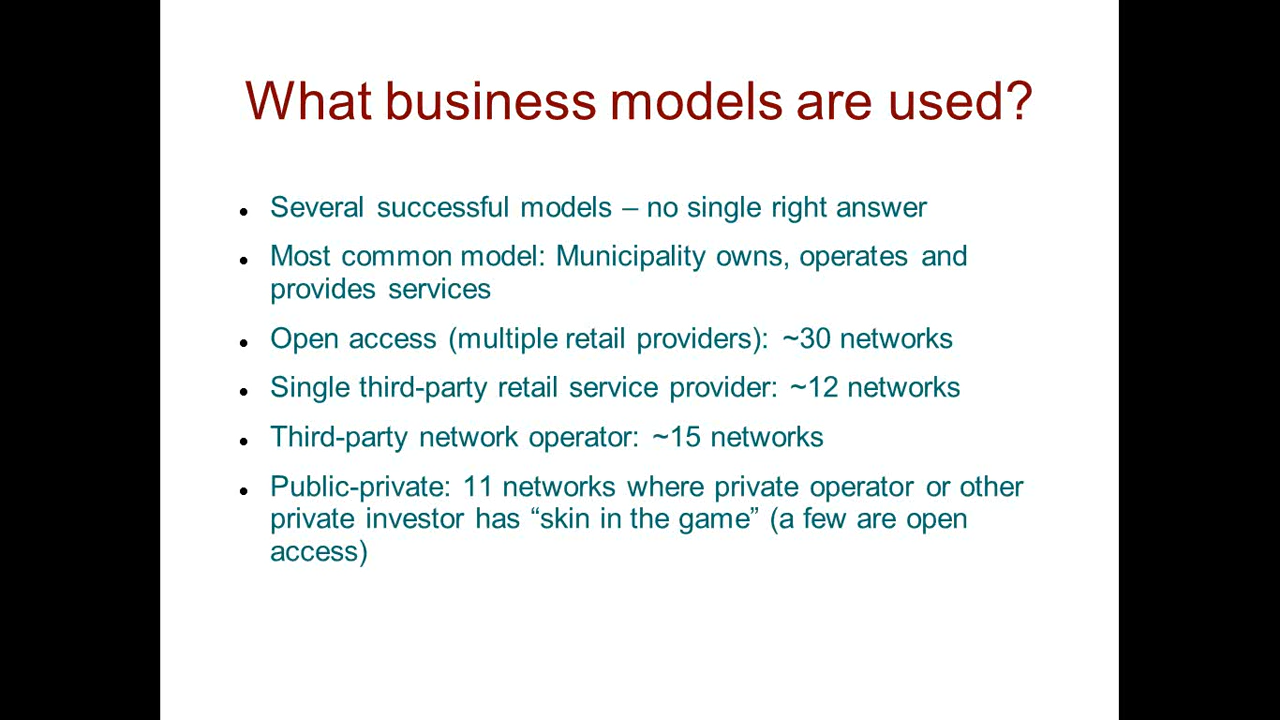 What business models are used?
Several successful models – no single right answer
Most common model: Municipality owns, operates and
provides services
Open access (multiple retail providers): ~30 networks
Single third-party retail service provider: ~12 networks
Third-party network operator: ~15 networks
Public-private: 11 networks where private operator or other
private investor has “skin in the game” (a few are open
access)